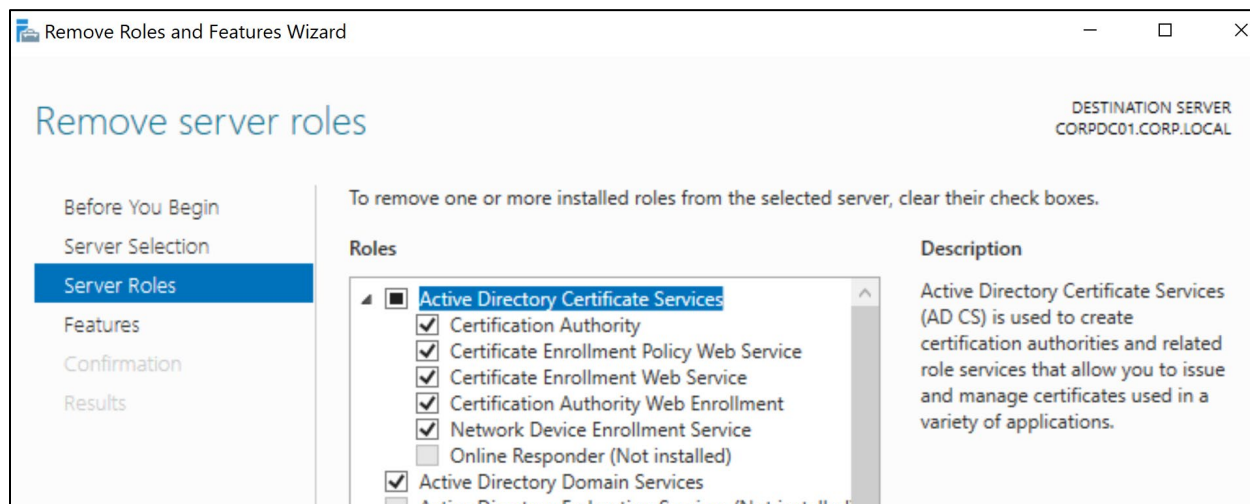 Remove Roles and Features Wizard
Remove server roles
DESTINATION SERVER
CORPDC01.CORP.LOCAL
Before You Begin
Server Selection
Server Roles
Features
Confirmation
Results
To remove one or more installed roles from the selected server, clear their check boxes.
Roles
Active Directory Certificate Services
Certification Authority
Certificate Enrollment Policy Web Service
Certificate Enrollment Web Service
Certification Authority Web Enrollment
Network Device Enrollment Service
Online Responder (Not installed)
Active Directory Domain Services
Description
Active Directory Certificate Services
(AD CS) is used to create
certification authorities and related
role services that allow you to issue
and manage certificates used in a
variety of applications.